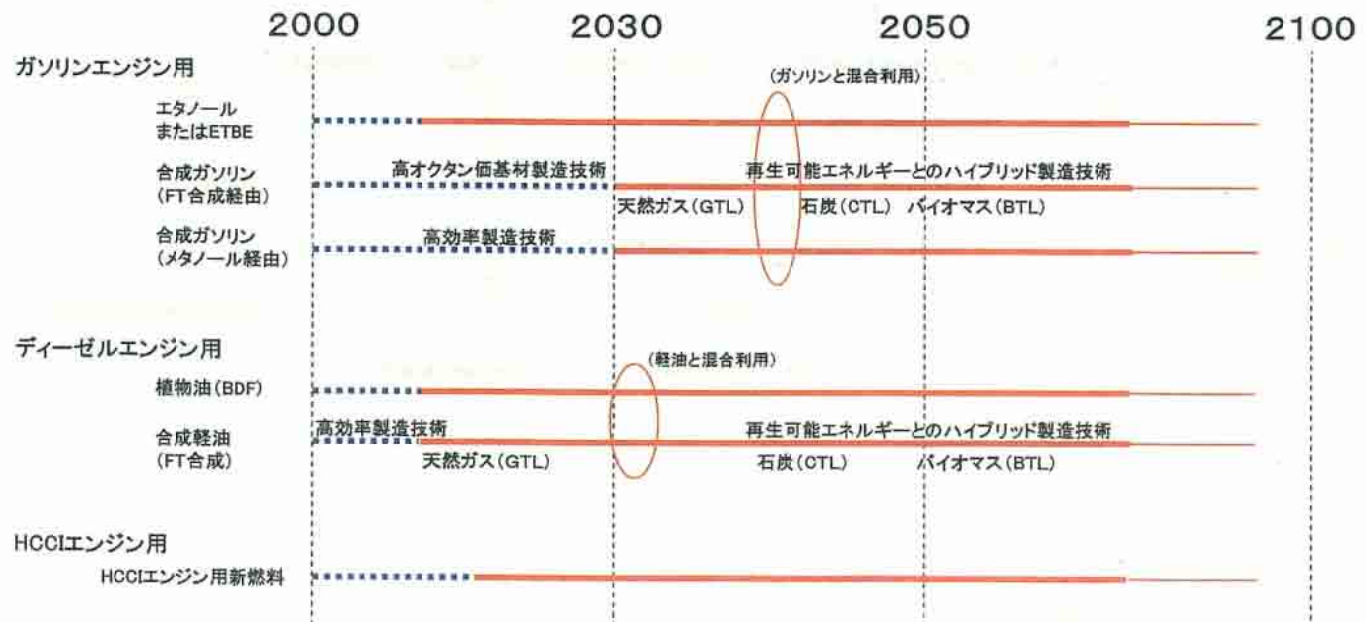 2000 2030 2050 2100
ガソリンエンジン用
(ガソリンと混合利用)
エタノール
またはETBE
合成ガソリン
(FT合成経由)
高オクタン価基材製造技術
再生可能エネルギーとのハイブリッド製造技術
天然ガス(GTL)
石炭(CTL)
バイオマス(BTL)
合成ガソリン
(メタノール経由)
高効率製造技術
ディーゼルエンジン用
(軽油と混合利用)
植物油(BDF)
合成軽油
(FT合成)
高効率製造技術
再生可能エネルギーとのハイブリッド製造技術
天然ガス(GTL)
石炭(CTL)
バイオマス(BTL)
HCCIエンジン用
HCCIエンジン用新燃料